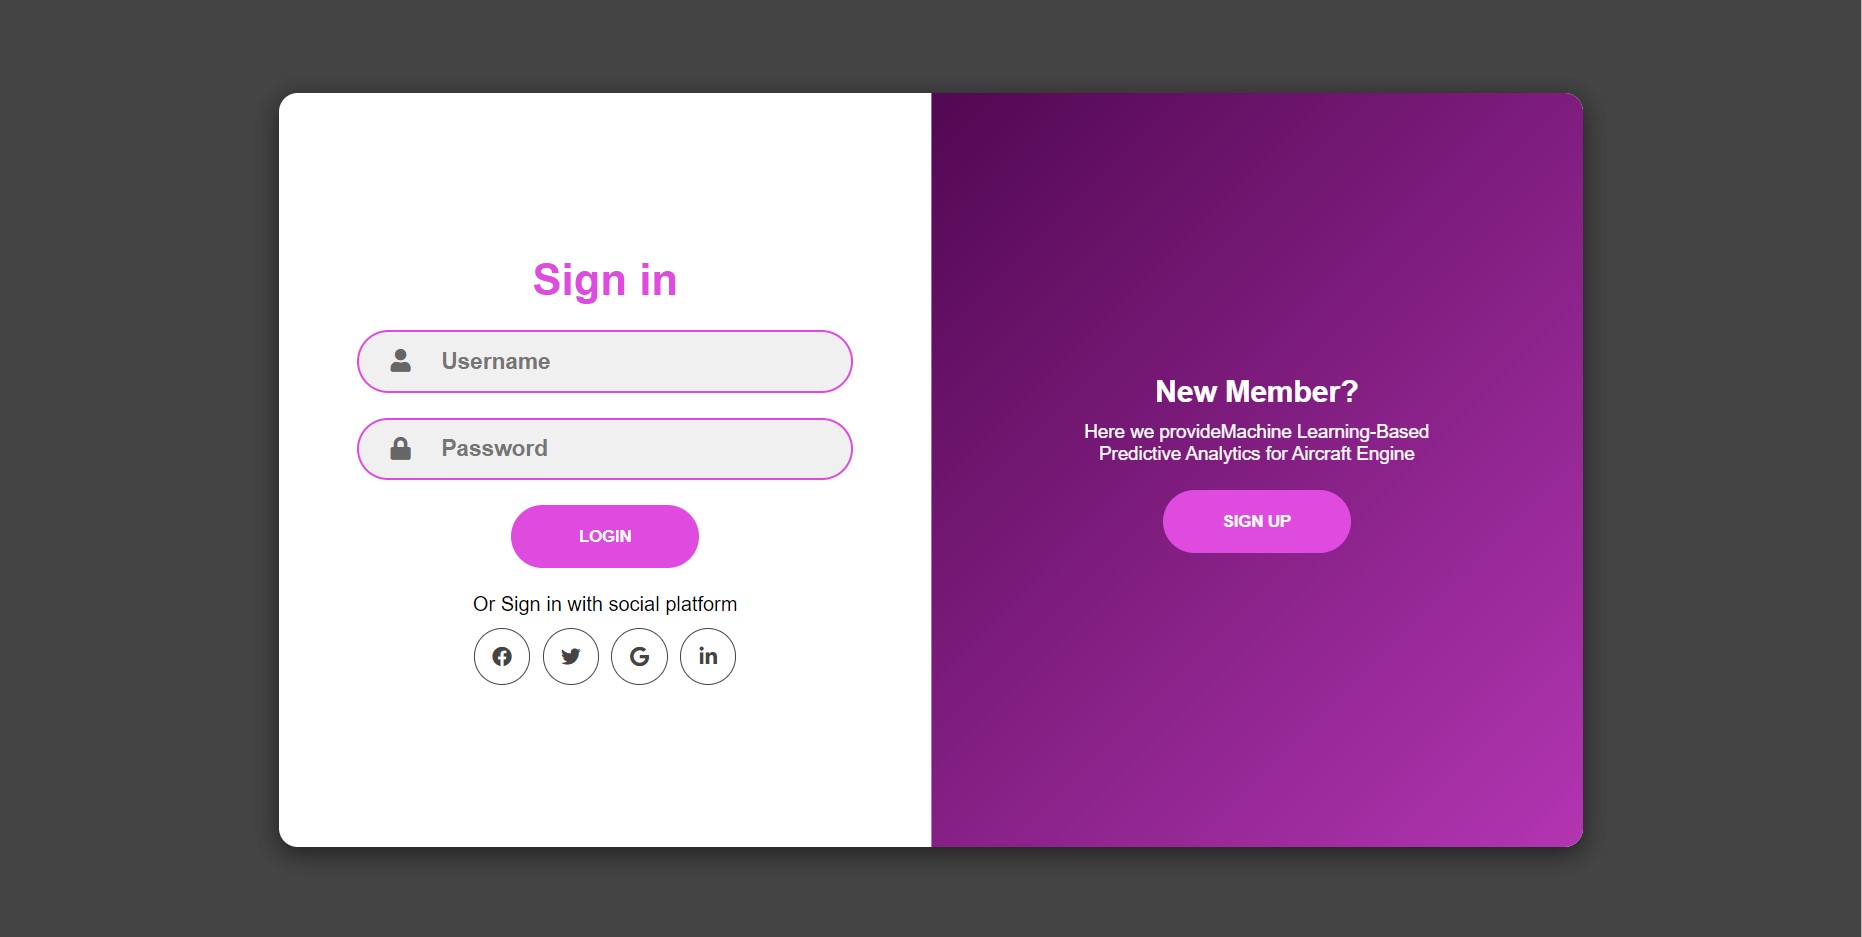 Sign in
Username
Password
LOGIN
Or Sign in with social platform
New Member?
Here we provideMachine Learning-Based
Predictive Analytics for Aircraft Engine
SIGN UP